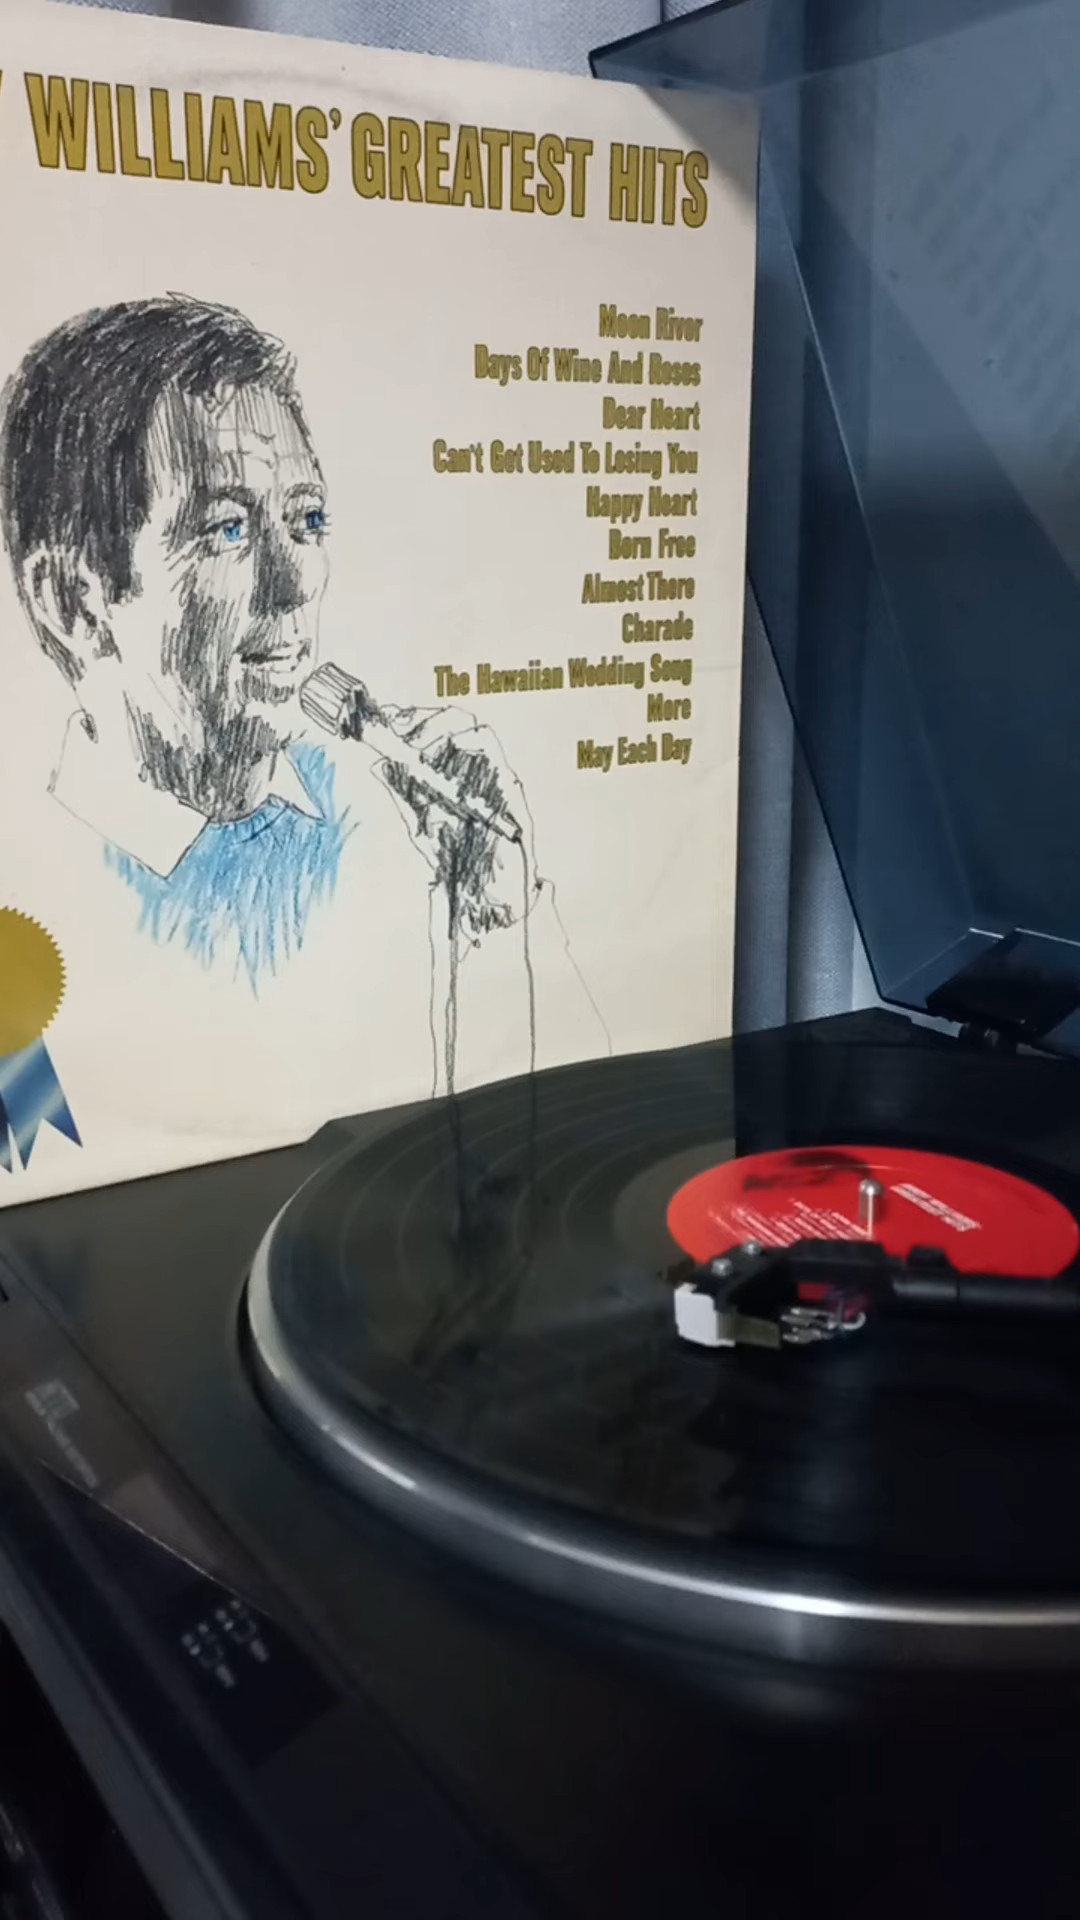 WILLIAMS' GREATEST HITS
Moon River
Days Of Wine And Roses
Dear Heart
Can't Get Used To Losing You
Happy Heart
Born Free
Almost There
Charade
The Hawaiian Wedding Song
More
May Each Day